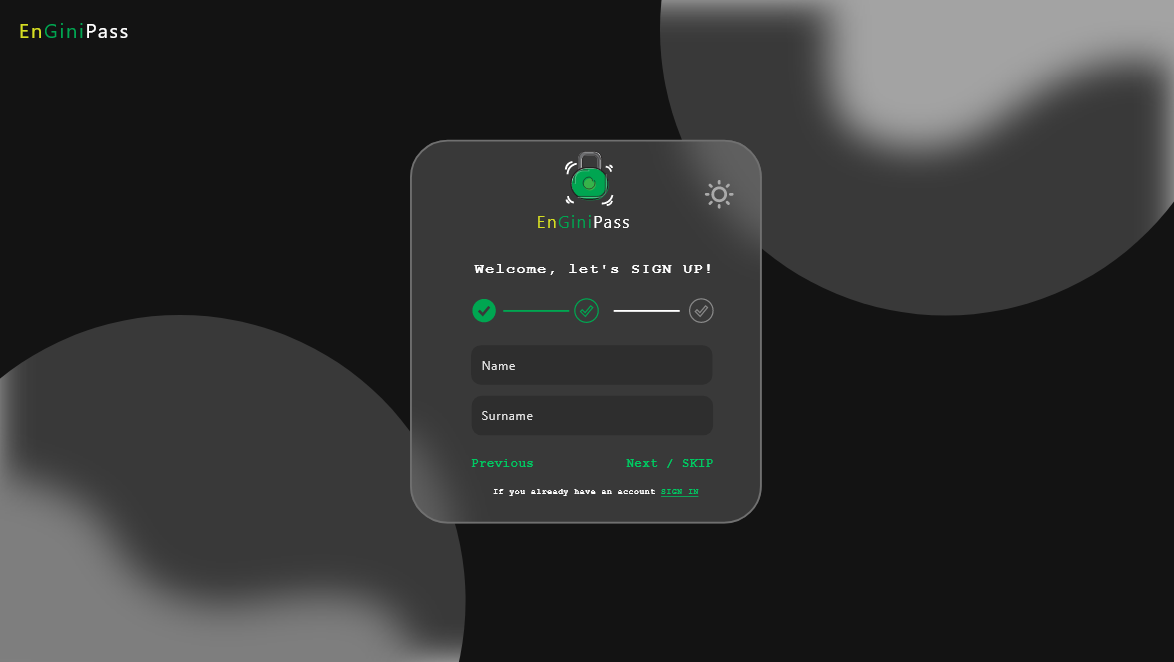 EnGiniPass
EnGiniPass
Welcome, let's SIGN UP!
Name
Surname
Previous Next / SKIP
If you already have an account SIGN IN